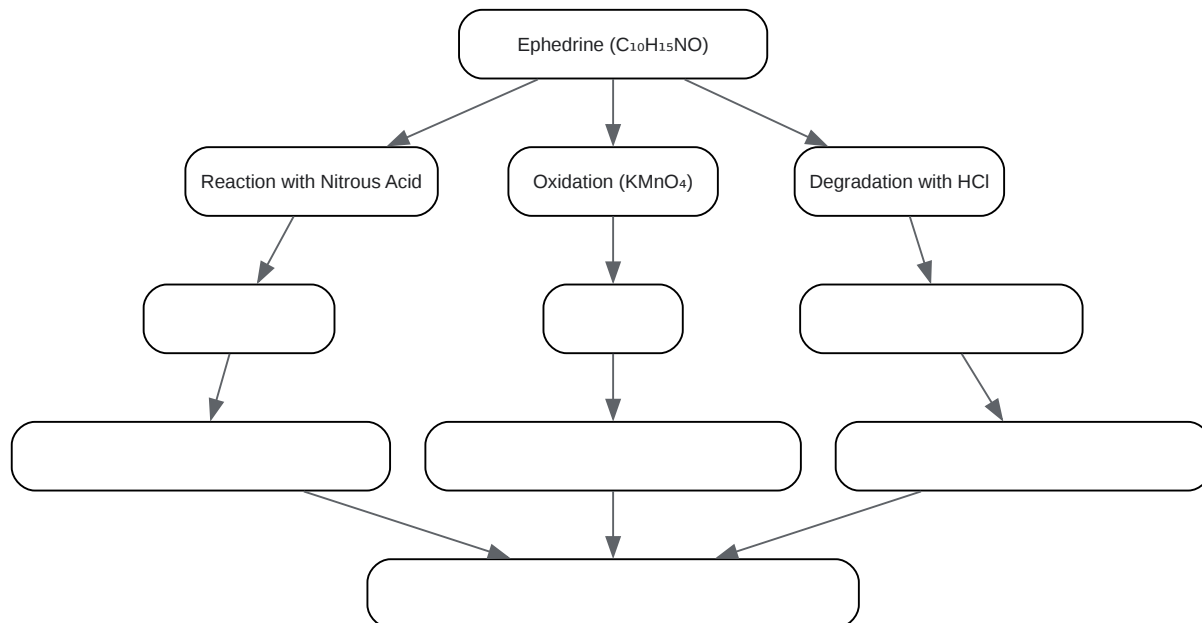 Ephedrine (C₁₀H₁₅NO)
Reaction with Nitrous Acid
Oxidation (KMnO₄)
Degradation with HCl